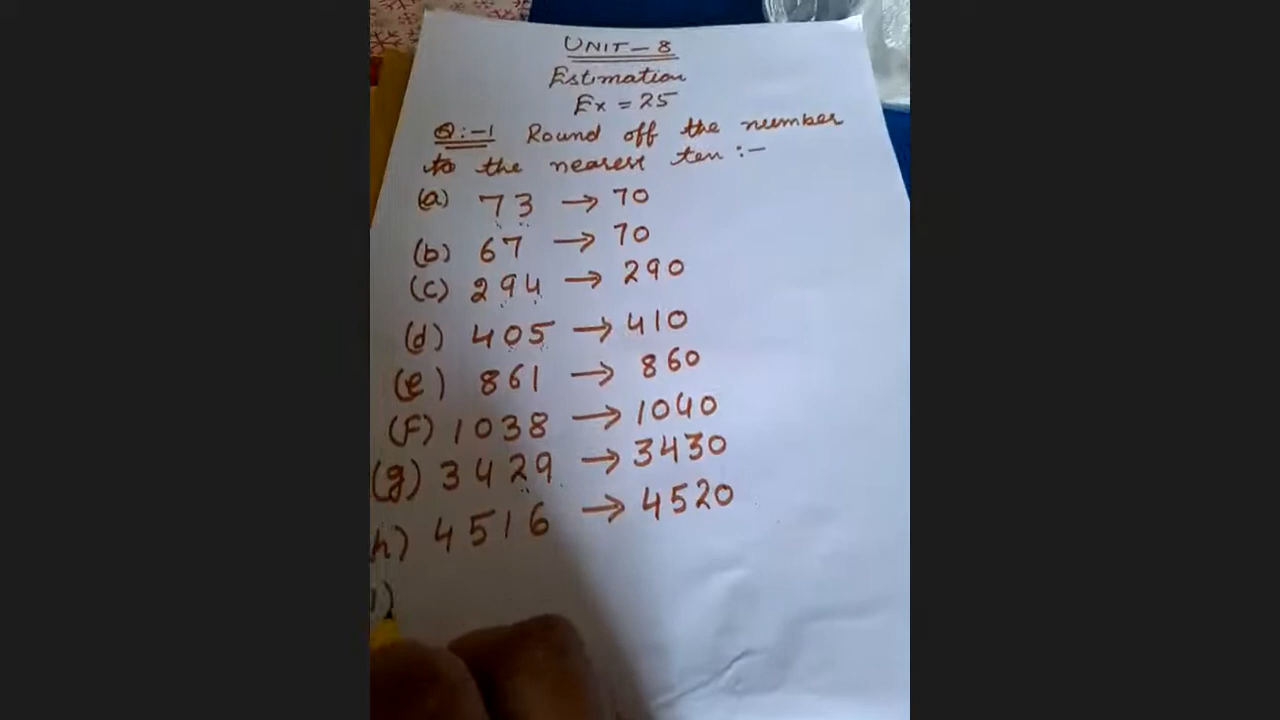 UNIT-8
Estimation
Ex = 25
Q:-1 Round off the number
to the nearest ten :-
(a) 73 → 70
(b) 67 → 70
(c) 294 → 290
(d) 405 → 410
(e) 861 → 860
(F) 1038 → 1040
(g) 3429 → 3430
h) 4516 → 4520